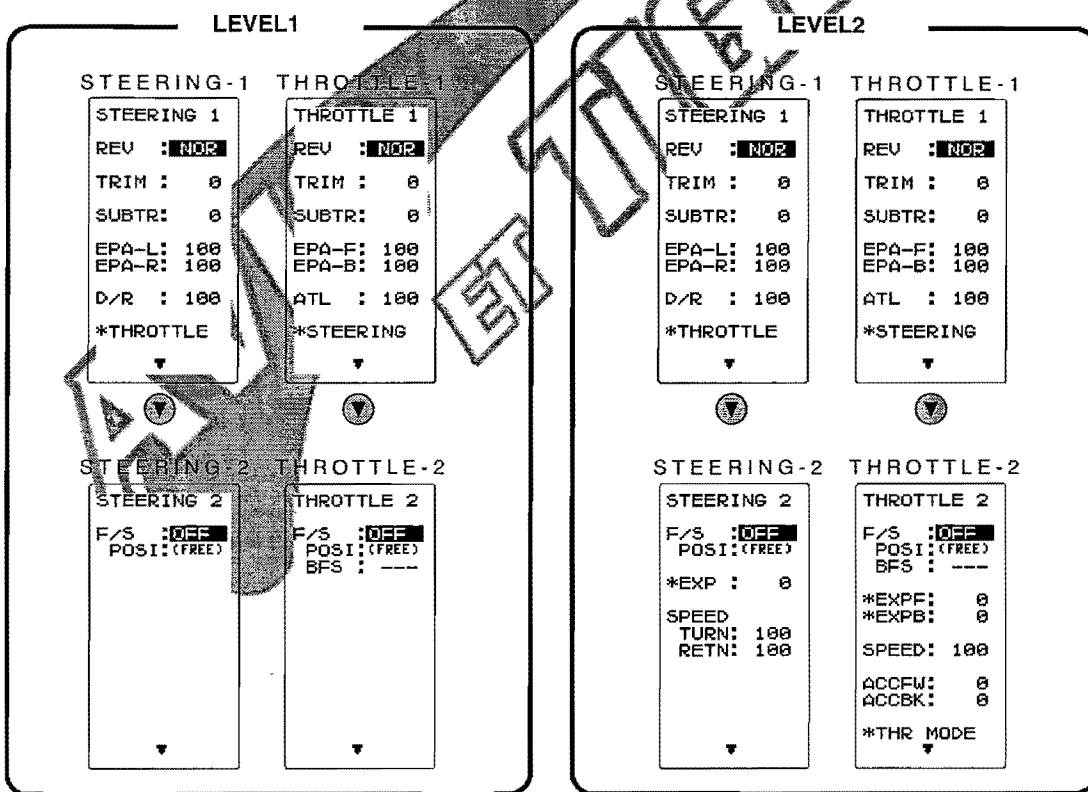 LEVEL1
STEERING-1
STEERING 1
REV :NOR
TRIM : 0
SUBTR: 0
EPA-L: 100
EPA-R: 100
D/R : 100
*THROTTLE
▼
▼
THROTTLE-1
THROTTLE 1
REV :NOR
TRIM : 0
SUBTR: 0
EPA-F: 100
EPA-B: 100
ATL : 100
*STEERING
▼
▼
STEERING-2
STEERING 2
F/S :OFF
POSI:(FREE)
▼
THROTTLE-2
THROTTLE 2
F/S :OFF
POSI:(FREE)
BFS : ---
▼
LEVEL2
STEERING-1
STEERING 1
REV :NOR
TRIM : 0
SUBTR: 0
EPA-L: 100
EPA-R: 100
D/R : 100
*THROTTLE
▼
▼
THROTTLE-1
THROTTLE 1
REV :NOR
TRIM : 0
SUBTR: 0
EPA-F: 100
EPA-B: 100
ATL : 100
*STEERING
▼
▼
STEERING-2
STEERING 2
F/S :OFF
POSI:(FREE)
*EXP : 0
SPEED
TURN: 100
RETN: 100
▼
THROTTLE-2
THROTTLE 2
F/S :OFF
POSI:(FREE)
BFS : ---
*EXPF: 0
*EXPB: 0
SPEED: 100
ACCFW: 0
ACCBK: 0
*THR MODE
▼
ET